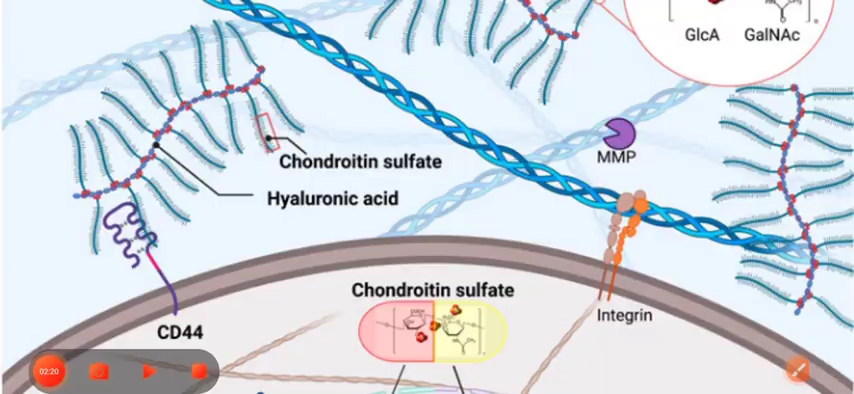 GlcA GalNAc
MMP
Chondroitin sulfate
Hyaluronic acid
Chondroitin sulfate
Integrin
CD44
02:20